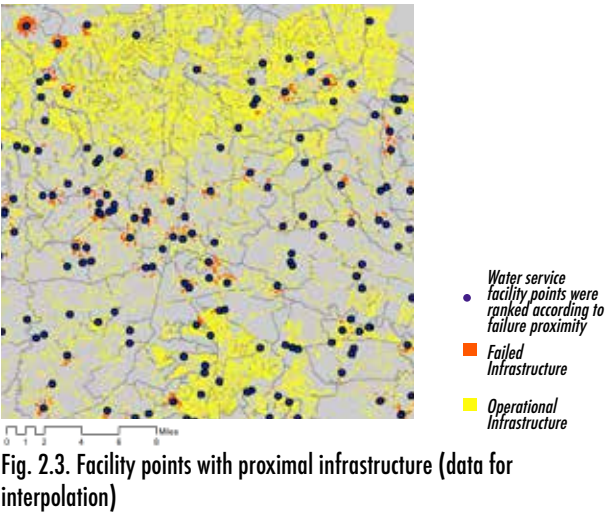 Water service
facility points were
ranked according to
failure proximity
Failed
Infrastructure
Operational
Infrastructure
Miles
0 1 2 4 6 8
Fig. 2.3. Facility points with proximal infrastructure (data for
interpolation)